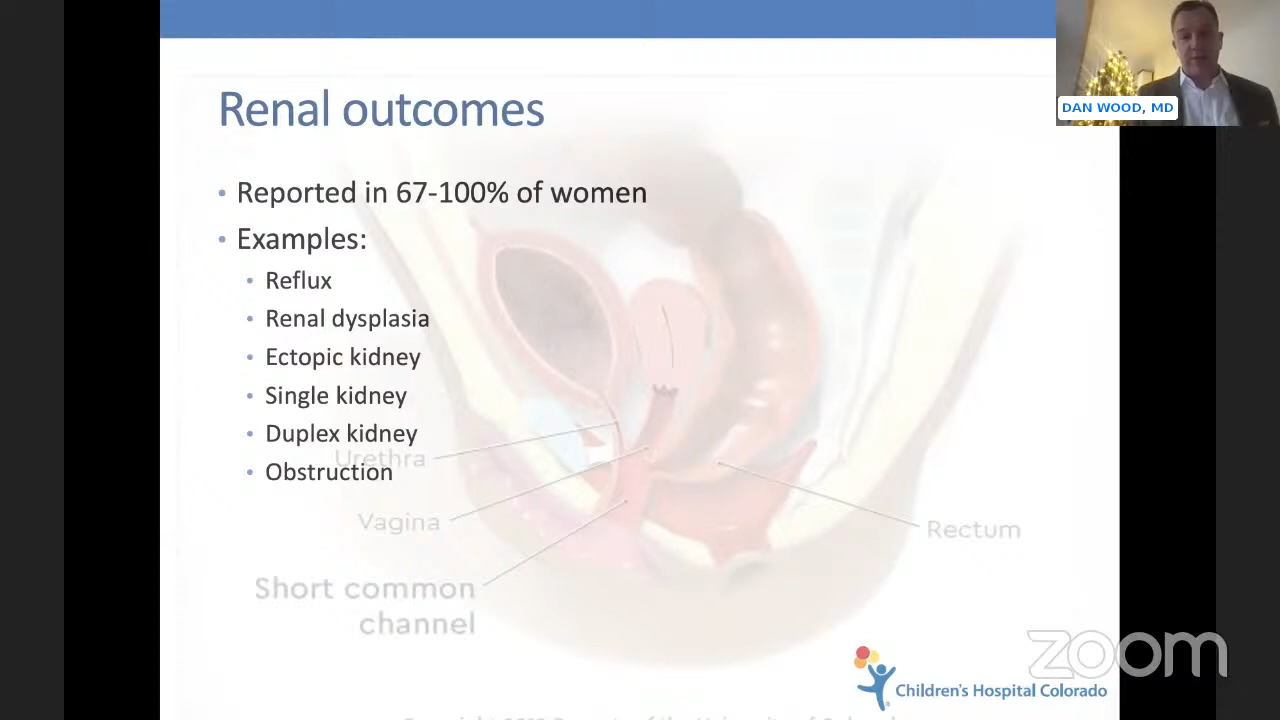 DAN WOOD, MD
Renal outcomes
• Reported in 67-100% of women
• Examples:
• Reflux
• Renal dysplasia
• Ectopic kidney
• Single kidney
• Duplex kidney
Urethra
• Obstruction
Vagina
Rectum
Short common
channel
zoom
Children's Hospital Colorado